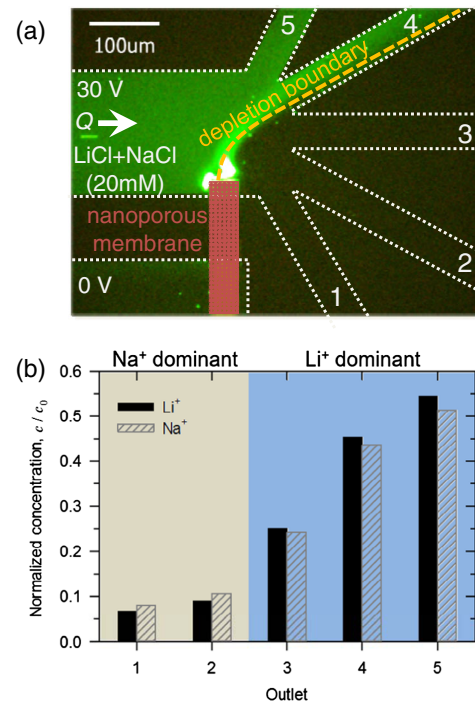 (a)
100um
5
4
30 V
depletion boundary
Q
3
LiCl+NaCl
(20mM)
nanoporous
membrane
2
0 V
1
(b)
Na⁺ dominant
Li⁺ dominant
0.6
Li⁺
Na⁺
0.5
0.4
0.3
0.2
0.1
0.0
Normalized concentration, c / c₀
1
2
3
4
5
Outlet